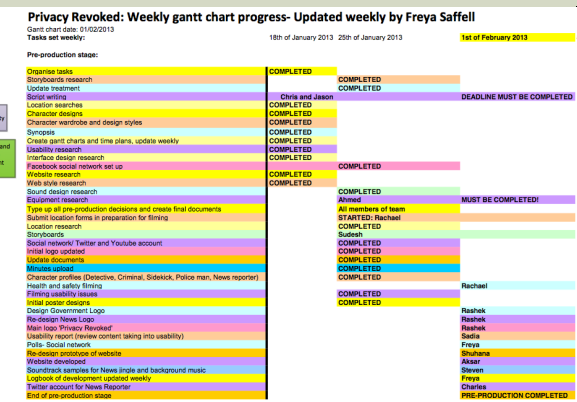 Privacy Revoked: Weekly gantt chart progress- Updated weekly by Freya Saffell
Gantt chart date: 01/02/2013
Tasks set weekly: 18th of January 2013 25th of January 2013 1st of February 2013
Pre-production stage:
Organise tasks COMPLETED
Storyboards research COMPLETED
Update treatment COMPLETED
Script writing Chris and Jason DEADLINE MUST BE COMPLETED
Location searches COMPLETED
Character designs COMPLETED
Character wardrobe and design styles COMPLETED
Synopsis COMPLETED
Create gantt charts and time plans, update weekly COMPLETED
Usability research COMPLETED
Interface design research COMPLETED
Facebook social network set up COMPLETED
Website research COMPLETED
Web style research COMPLETED
Sound design research COMPLETED
Equipment research Ahmed MUST BE COMPLETED!
Type up all pre-production decisions and create final documents All members of team
Submit location forms in preparation for filming STARTED: Rachael
Location research COMPLETED
Storyboards Sudesh
Social network/ Twitter and Youtube account COMPLETED
Initial logo updated COMPLETED
Update documents COMPLETED
Minutes upload COMPLETED
Character profiles (Detective, Criminal, Sidekick, Police man, News reporter) COMPLETED
Health and safety filming Rachael
Filming usability issues COMPLETED
Initial poster designs COMPLETED
Design Government Logo Rashek
Re-design News Logo Rashek
Main logo 'Privacy Revoked' Rashek
Usability report (review content taking into usability) Sadia
Polls- Social network Freya
Re-design prototype of website Shuhana
Website developed Aksar
Soundtrack samples for News jingle and background music Steven
Logbook of development updated weekly Freya
Twitter account for News Reporter Charles
End of pre-production stage PRE-PRODUCTION COMPLETED
and